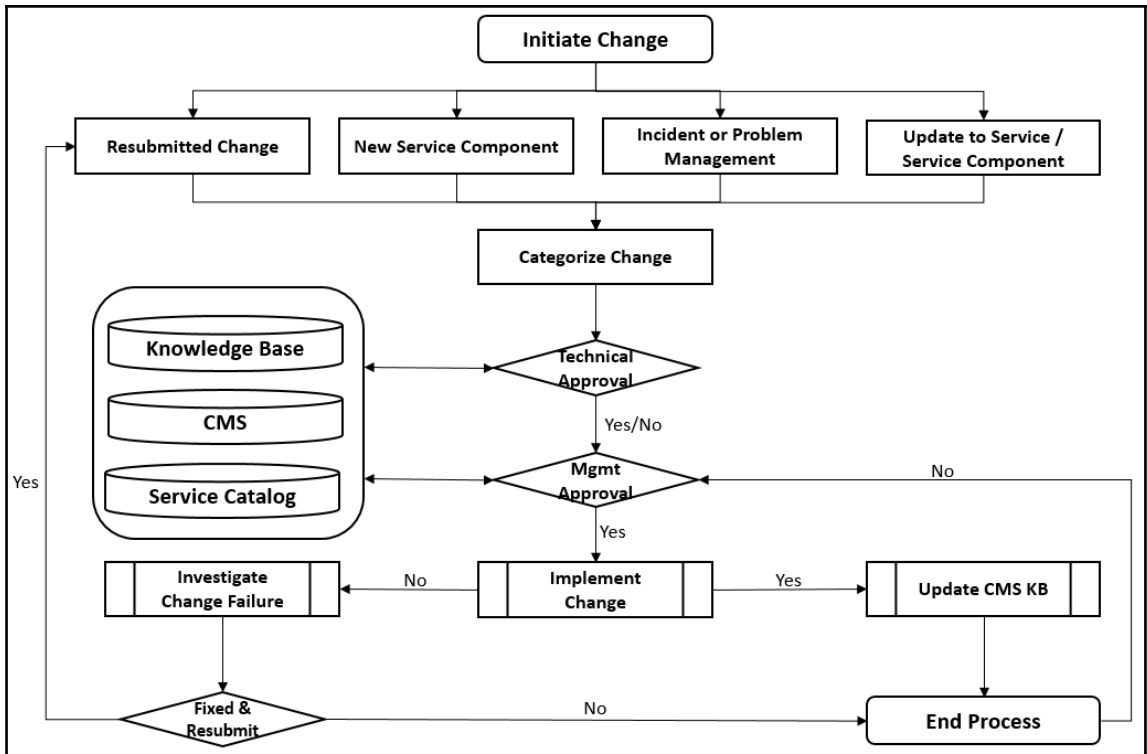 Initiate Change
Resubmitted Change
New Service Component
Incident or Problem
Management
Update to Service /
Service Component
Categorize Change
Knowledge Base
CMS
Service Catalog
Technical
Approval
Yes/No
Mgmt
Approval
No
Yes
Yes
Investigate
Change Failure
No
Implement
Change
Yes
Update CMS KB
Fixed &
Resubmit
No
End Process